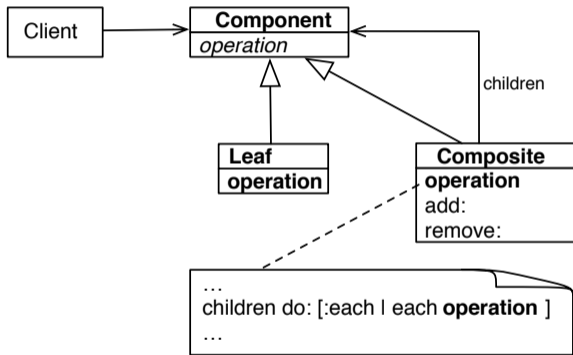 Client
Component
operation
children
Leaf
operation
Composite
operation
add:
remove:
...
children do: [:each | each operation ]
...